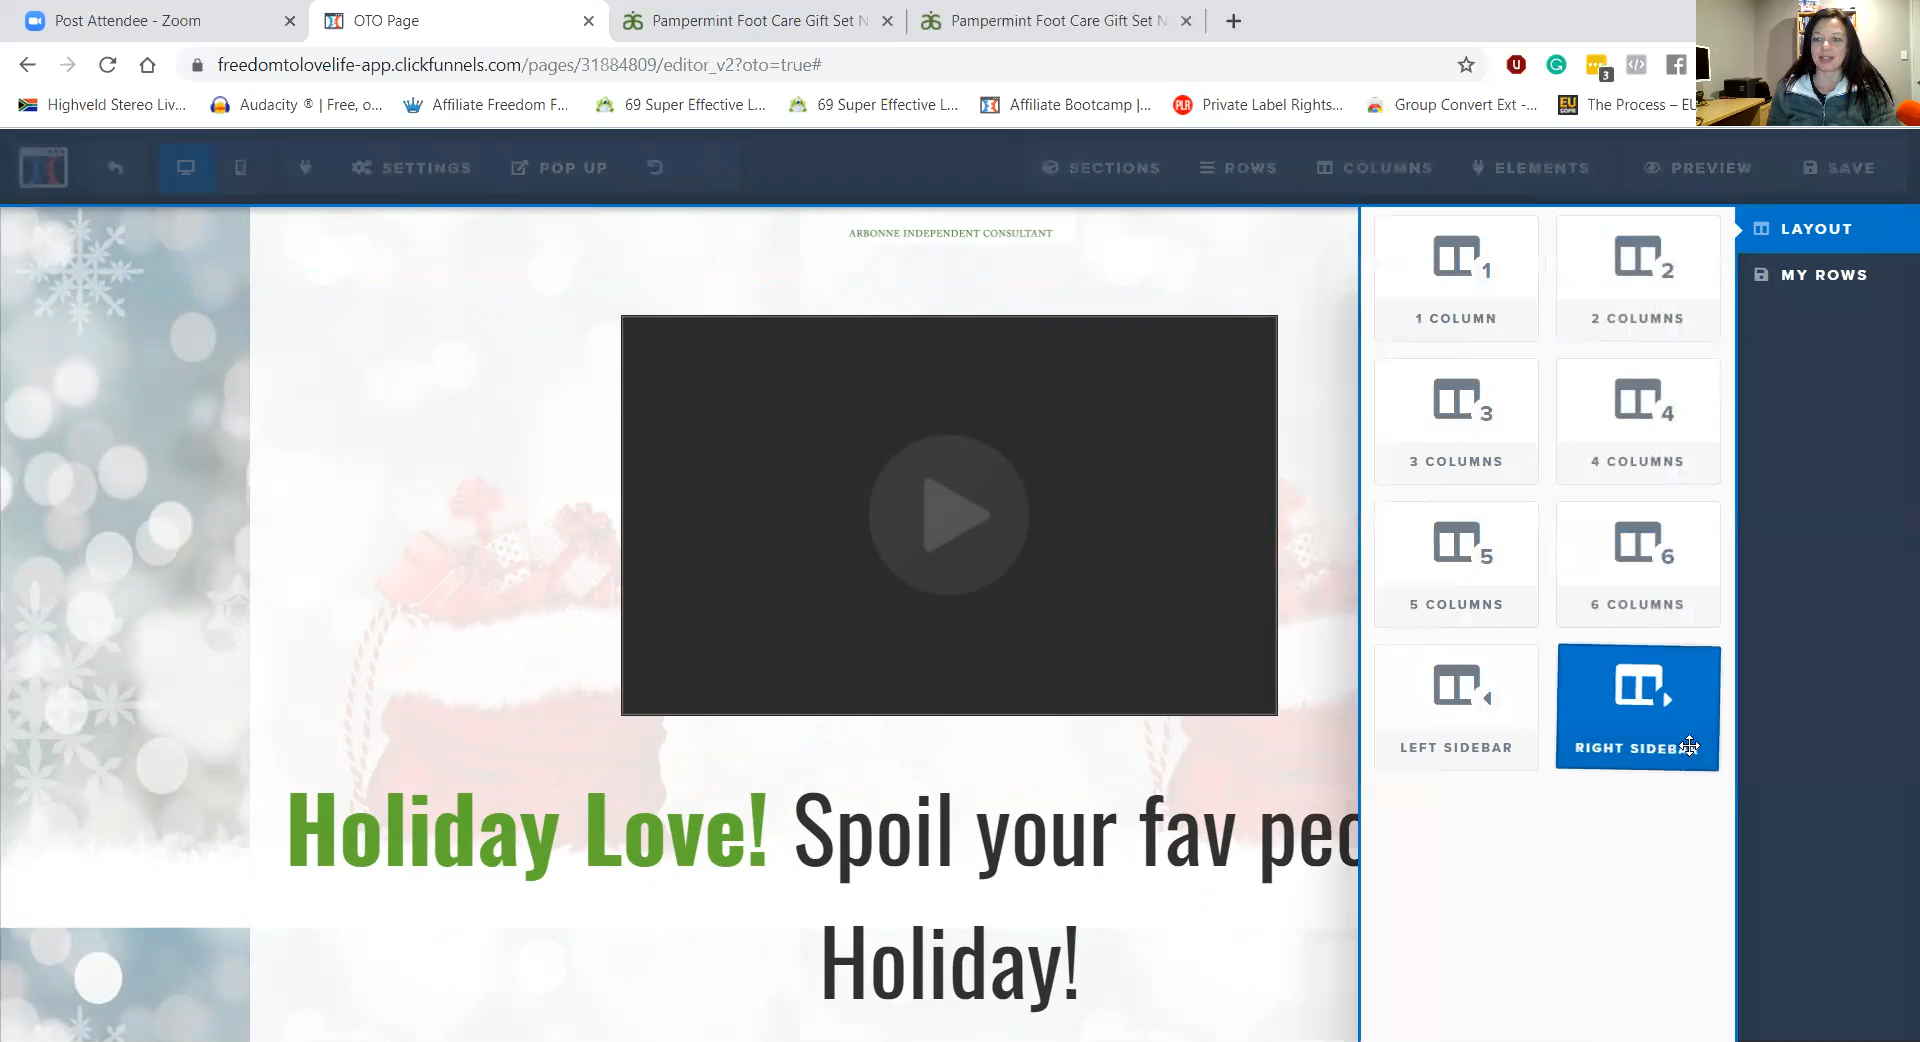 Post Attendee - Zoom
OTO Page
Pampermint Foot Care Gift Set N
Pampermint Foot Care Gift Set N
freedomtolovelife-app.clickfunnels.com/pages/31884809/editor_v2?oto=true#
3
Highveld Stereo Liv...
Audacity ® | Free, o...
Affiliate Freedom F...
69 Super Effective L...
69 Super Effective L...
Affiliate Bootcamp |...
PLR
Private Label Rights...
Group Convert Ext -...
The Process – EU
SETTINGS
POP UP
SECTIONS
ROWS
COLUMNS
ELEMENTS
PREVIEW
SAVE
ARBONNE INDEPENDENT CONSULTANT
1
1 COLUMN
2
2 COLUMNS
3
3 COLUMNS
4
4 COLUMNS
5
5 COLUMNS
6
6 COLUMNS
LEFT SIDEBAR
RIGHT SIDEB
LAYOUT
MY ROWS
Holiday Love! Spoil your fav peo
Holiday!